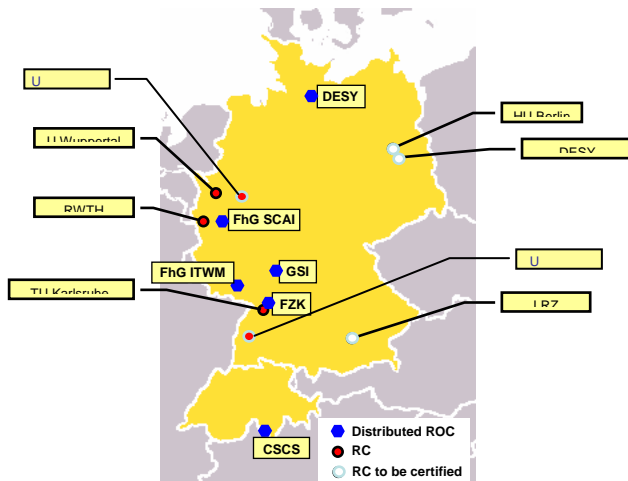 U
DESY
HU Berlin
U Wuppertal
DESY
RWTH
FhG SCAI
FhG ITWM
GSI
U
TU Karlsruhe
FZK
LRZ
Distributed ROC
RC
CSCS
RC to be certified